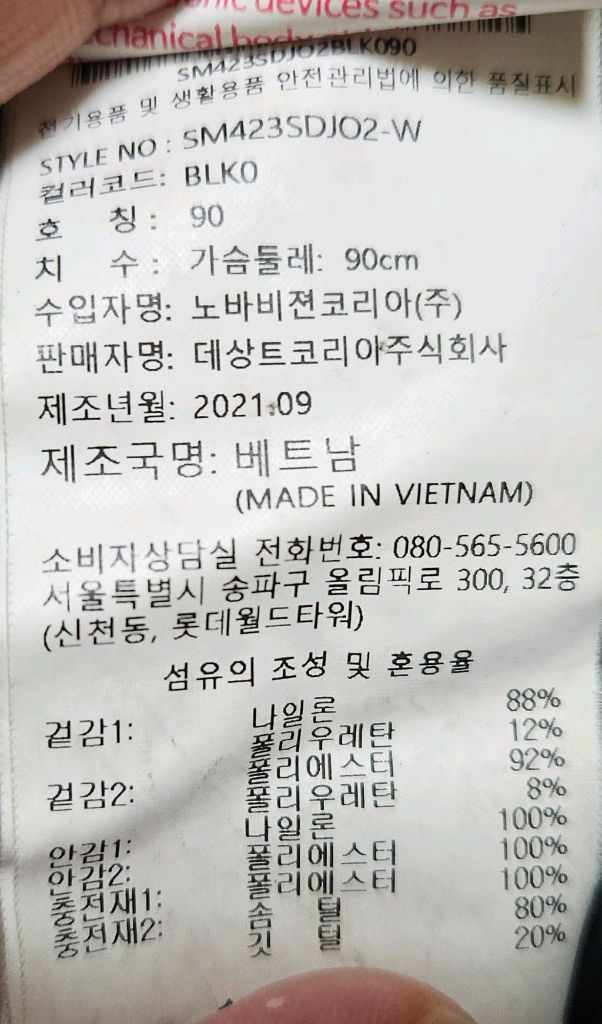 devices such as
SM423SDJO2BLK090
전기용품 및 생활용품 안전관리법에 의한 품질표시
STYLE NO : SM423SDJO2-W
컬러코드: BLK0
호 칭 : 90
치 수 : 가슴둘레: 90cm
수입자명: 노바비젼코리아(주)
판매자명: 데상트코리아주식회사
제조년월: 2021.09
제조국명: 베트남
(MADE IN VIETNAM)
소비자상담실 전화번호: 080-565-5600
서울특별시 송파구 올림픽로 300, 32층
(신천동, 롯데월드타워)
섬유의 조성 및 혼용율
겉감1: 나일론 88%
폴리우레탄 12%
겉감2: 폴리에스터 92%
폴리우레탄 8%
안감1: 나일론 100%
안감2: 폴리에스터 100%
충전재1: 폴리에스터 100%
충전재2: 솜 털 80%
깃 털 20%